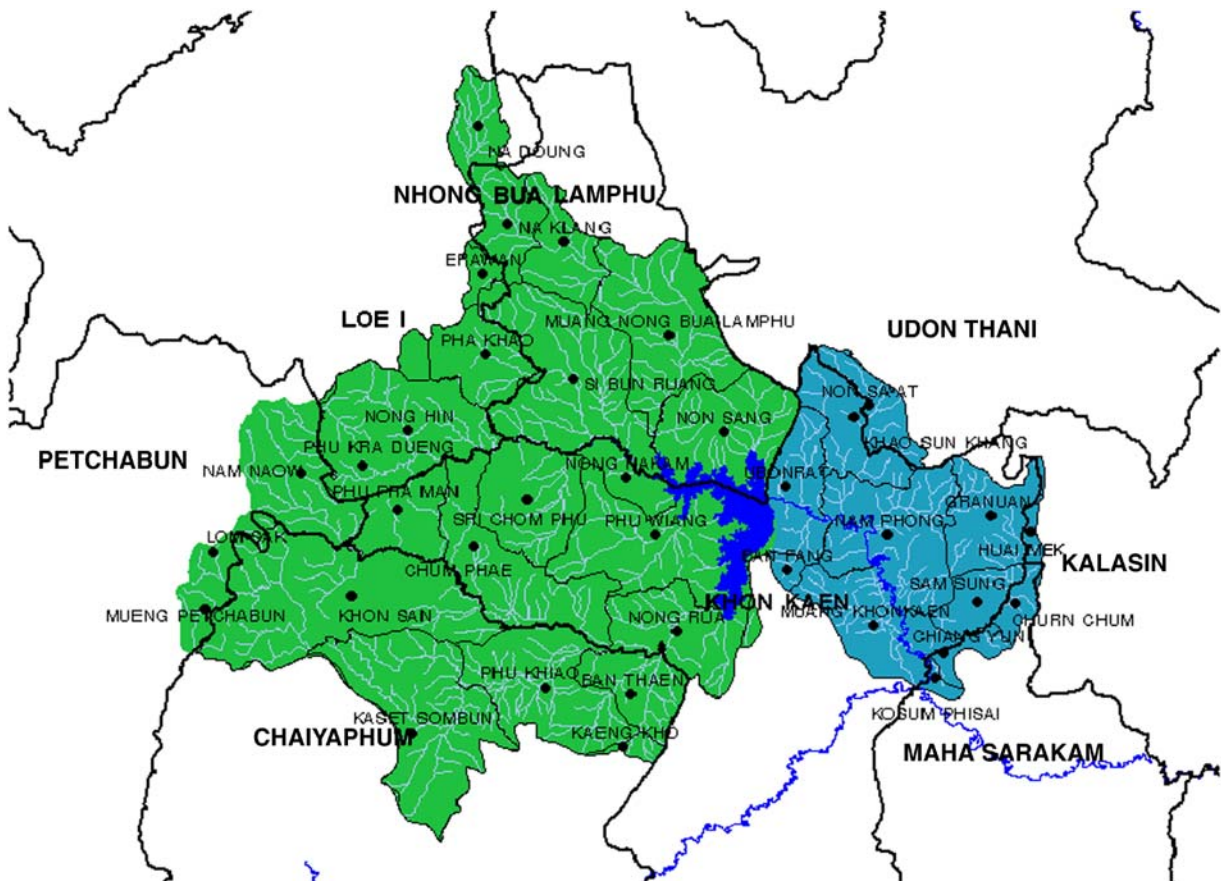 NA DOUNG
NHONG BUA LAMPHU
NA KLANG
ERAWAN
LOE I
MUANG NONG BUA LAMPHU
UDON THANI
PHA KHAO
SI BUN RUANG
NON SA-AT
NONG HIN
NON SANG
KHAO SUN KHANG
PHU KRA DUENG
PETCHABUN
NAM NAOW
NONG NAKAM
UBONRAT
PHU PRA MAN
GRANUAN
SRI CHOM PHU
PHU WIANG
NAM PHONG
LOM SAK
BAN FANG
HUAI MEK
KALASIN
CHUM PHAE
SAM SUNG
MUENG PETCHABUN
KHON SAN
KHON KAEN
NONG RUA
MUANG KHONKAEN
CHURN CHUM
CHIANG YUN
PHU KHIAO
BAN THAEN
KASET SOMBUN
KOSUM PHISAI
CHAIYAPHUM
KAENG KHO
MAHA SARAKAM